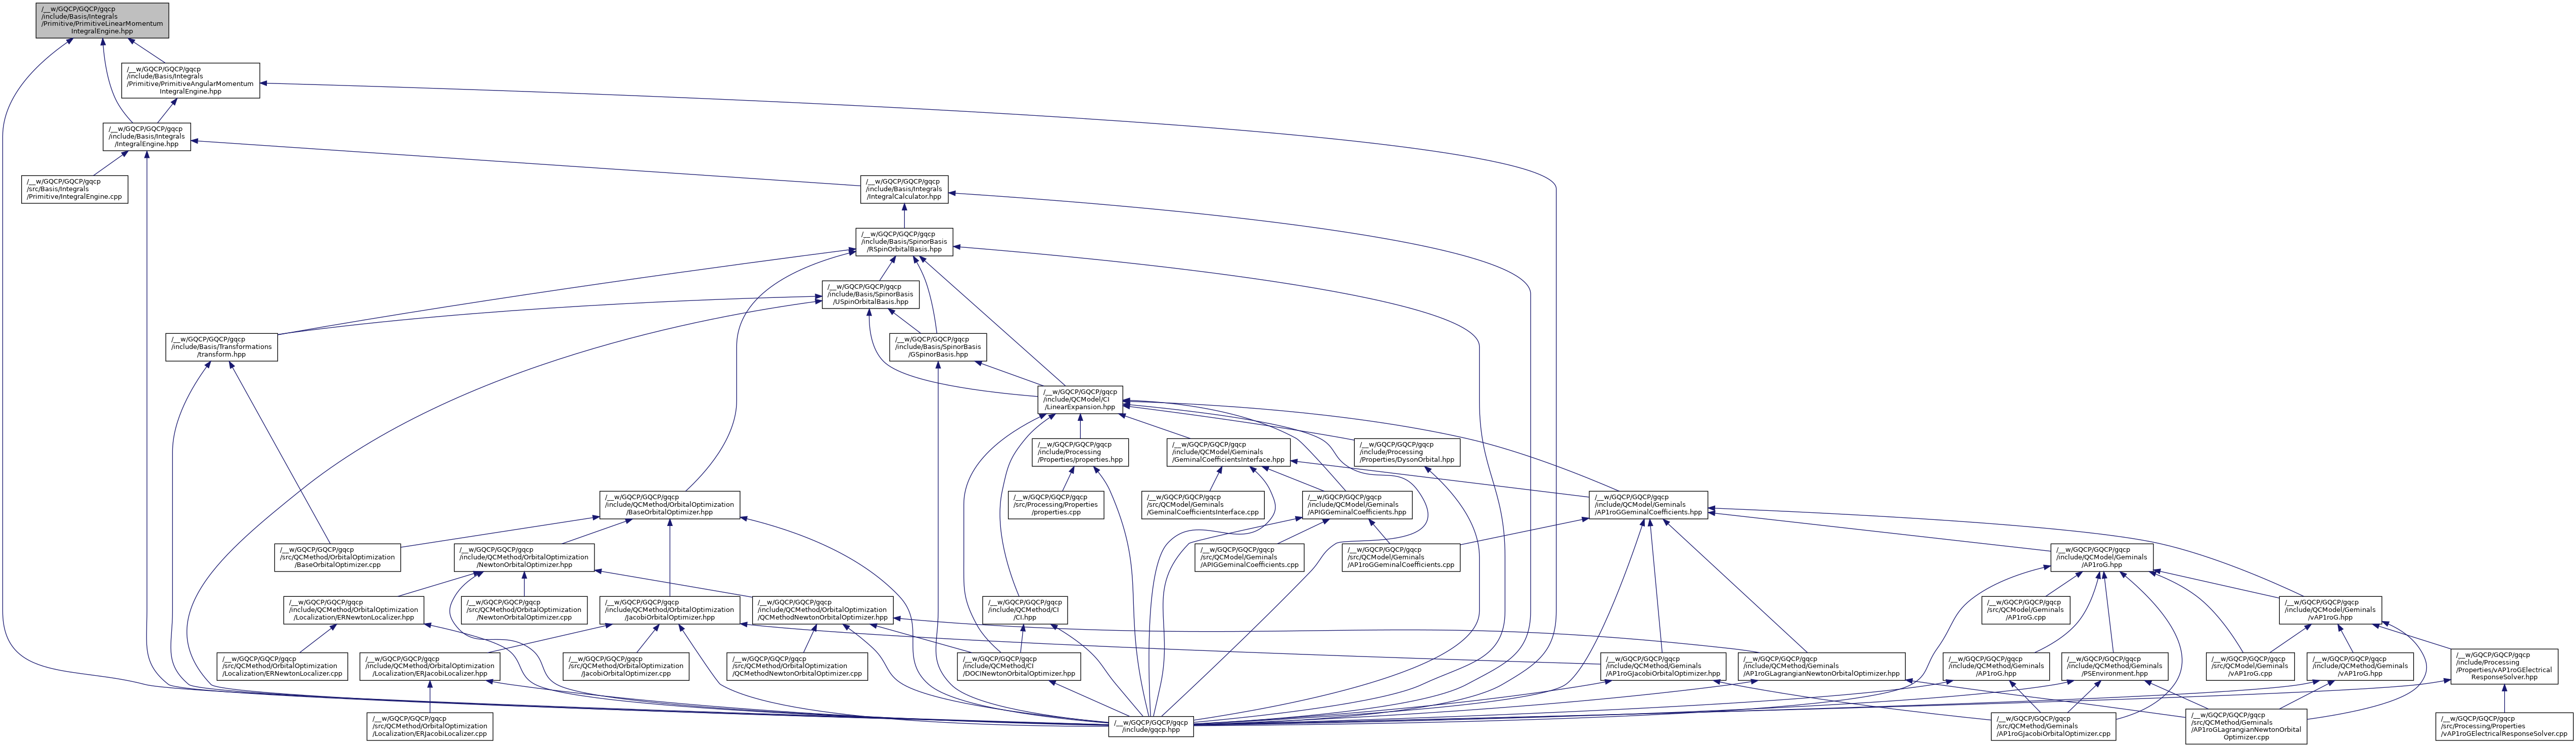 /__w/GQCP/GQCP/gqcp
/include/Basis/Integrals
/Primitive/PrimitiveLinearMomentum
IntegralEngine.hpp
/__w/GQCP/GQCP/gqcp
/include/Basis/Integrals
/Primitive/PrimitiveAngularMomentum
IntegralEngine.hpp
/__w/GQCP/GQCP/gqcp
/include/Basis/Integrals
/IntegralEngine.hpp
/__w/GQCP/GQCP/gqcp
/src/Basis/Integrals
/Primitive/IntegralEngine.cpp
/__w/GQCP/GQCP/gqcp
/include/Basis/Integrals
/IntegralCalculator.hpp
/__w/GQCP/GQCP/gqcp
/include/Basis/SpinorBasis
/RSpinOrbitalBasis.hpp
/__w/GQCP/GQCP/gqcp
/include/Basis/SpinorBasis
/USpinOrbitalBasis.hpp
/__w/GQCP/GQCP/gqcp
/include/Basis/Transformations
/transform.hpp
/__w/GQCP/GQCP/gqcp
/include/Basis/SpinorBasis
/GSpinorBasis.hpp
/__w/GQCP/GQCP/gqcp
/include/QCModel/CI
/LinearExpansion.hpp
/__w/GQCP/GQCP/gqcp
/include/Processing
/Properties/properties.hpp
/__w/GQCP/GQCP/gqcp
/include/QCModel/Geminals
/GeminalCoefficientsInterface.hpp
/__w/GQCP/GQCP/gqcp
/include/Processing
/Properties/DysonOrbital.hpp
/__w/GQCP/GQCP/gqcp
/include/QCMethod/OrbitalOptimization
/BaseOrbitalOptimizer.hpp
/__w/GQCP/GQCP/gqcp
/src/Processing/Properties
/properties.cpp
/__w/GQCP/GQCP/gqcp
/src/QCModel/Geminals
/GeminalCoefficientsInterface.cpp
/__w/GQCP/GQCP/gqcp
/include/QCModel/Geminals
/APIGGeminalCoefficients.hpp
/__w/GQCP/GQCP/gqcp
/include/QCModel/Geminals
/AP1roGGeminalCoefficients.hpp
/__w/GQCP/GQCP/gqcp
/src/QCMethod/OrbitalOptimization
/BaseOrbitalOptimizer.cpp
/__w/GQCP/GQCP/gqcp
/include/QCMethod/OrbitalOptimization
/NewtonOrbitalOptimizer.hpp
/__w/GQCP/GQCP/gqcp
/src/QCModel/Geminals
/APIGGeminalCoefficients.cpp
/__w/GQCP/GQCP/gqcp
/src/QCModel/Geminals
/AP1roGGeminalCoefficients.cpp
/__w/GQCP/GQCP/gqcp
/include/QCModel/Geminals
/AP1roG.hpp
/__w/GQCP/GQCP/gqcp
/include/QCMethod/OrbitalOptimization
/Localization/ERNewtonLocalizer.hpp
/__w/GQCP/GQCP/gqcp
/src/QCMethod/OrbitalOptimization
/NewtonOrbitalOptimizer.cpp
/__w/GQCP/GQCP/gqcp
/include/QCMethod/OrbitalOptimization
/JacobiOrbitalOptimizer.hpp
/__w/GQCP/GQCP/gqcp
/include/QCMethod/OrbitalOptimization
/QCMethodNewtonOrbitalOptimizer.hpp
/__w/GQCP/GQCP/gqcp
/include/QCMethod/CI
/CI.hpp
/__w/GQCP/GQCP/gqcp
/src/QCModel/Geminals
/AP1roG.cpp
/__w/GQCP/GQCP/gqcp
/include/QCModel/Geminals
/vAP1roG.hpp
/__w/GQCP/GQCP/gqcp
/src/QCMethod/OrbitalOptimization
/Localization/ERNewtonLocalizer.cpp
/__w/GQCP/GQCP/gqcp
/include/QCMethod/OrbitalOptimization
/Localization/ERJacobiLocalizer.hpp
/__w/GQCP/GQCP/gqcp
/src/QCMethod/OrbitalOptimization
/JacobiOrbitalOptimizer.cpp
/__w/GQCP/GQCP/gqcp
/src/QCMethod/OrbitalOptimization
/QCMethodNewtonOrbitalOptimizer.cpp
/__w/GQCP/GQCP/gqcp
/include/QCMethod/CI
/DOCINewtonOrbitalOptimizer.hpp
/__w/GQCP/GQCP/gqcp
/include/QCMethod/Geminals
/AP1roGJacobiOrbitalOptimizer.hpp
/__w/GQCP/GQCP/gqcp
/include/QCMethod/Geminals
/AP1roGLagrangianNewtonOrbitalOptimizer.hpp
/__w/GQCP/GQCP/gqcp
/include/QCMethod/Geminals
/AP1roG.hpp
/__w/GQCP/GQCP/gqcp
/include/QCMethod/Geminals
/PSEnvironment.hpp
/__w/GQCP/GQCP/gqcp
/src/QCModel/Geminals
/vAP1roG.cpp
/__w/GQCP/GQCP/gqcp
/include/QCMethod/Geminals
/vAP1roG.hpp
/__w/GQCP/GQCP/gqcp
/include/Processing
/Properties/vAP1roGElectrical
ResponseSolver.hpp
/__w/GQCP/GQCP/gqcp
/src/QCMethod/OrbitalOptimization
/Localization/ERJacobiLocalizer.cpp
/__w/GQCP/GQCP/gqcp
/include/gqcp.hpp
/__w/GQCP/GQCP/gqcp
/src/QCMethod/Geminals
/AP1roGJacobiOrbitalOptimizer.cpp
/__w/GQCP/GQCP/gqcp
/src/QCMethod/Geminals
/AP1roGLagrangianNewtonOrbital
Optimizer.cpp
/__w/GQCP/GQCP/gqcp
/src/Processing/Properties
/vAP1roGElectricalResponseSolver.cpp